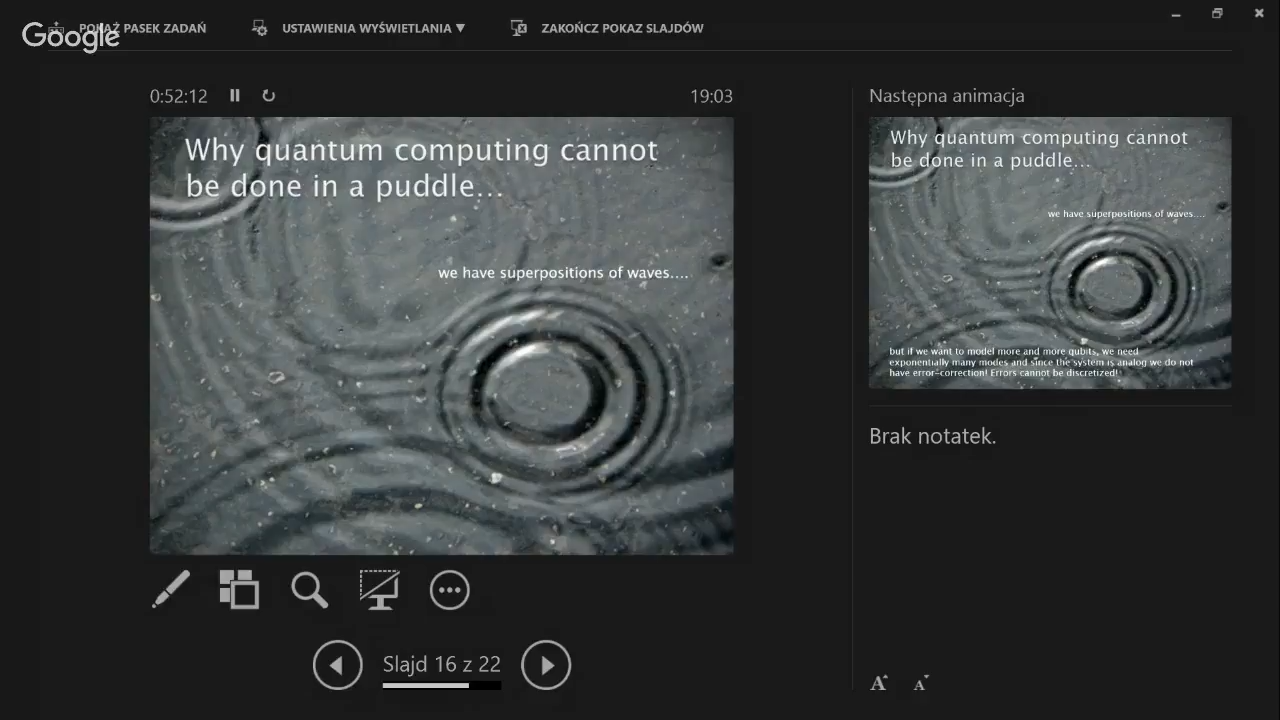 Google
POKAŻ PASEK ZADAŃ
USTAWIENIA WYŚWIETLANIA ▼
ZAKOŃCZ POKAZ SLAJDÓW
0:52:12
19:03
Why quantum computing cannot
be done in a puddle...
we have superpositions of waves....
Slajd 16 z 22
Następna animacja
Why quantum computing cannot
be done in a puddle...
we have superpositions of waves....
but if we want to model more and more qubits, we need
exponentially many modes and since the system is analog we do not
have error-correction! Errors cannot be discretized!
Brak notatek.
A A